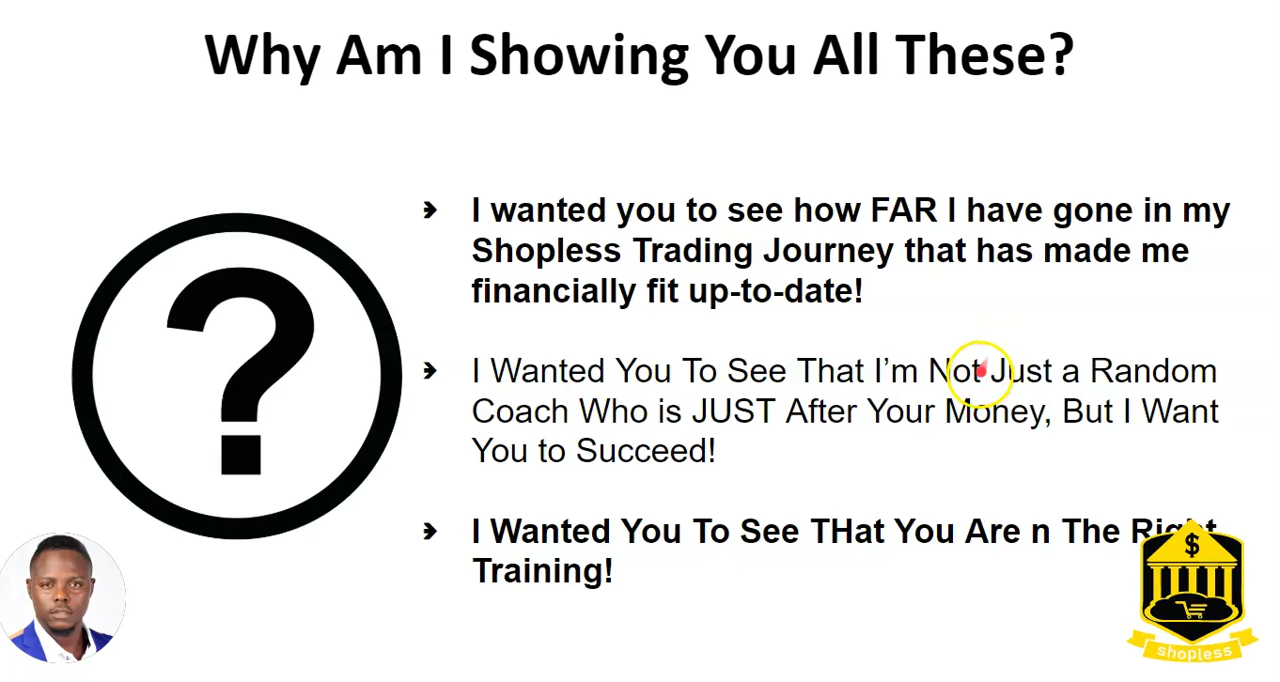 Why Am I Showing You All These?
I wanted you to see how FAR I have gone in my
Shopless Trading Journey that has made me
financially fit up-to-date!
I Wanted You To See That I'm Not Just a Random
Coach Who is JUST After Your Money, But I Want
You to Succeed!
I Wanted You To See THat You Are n The Right
Training!
$
shopless